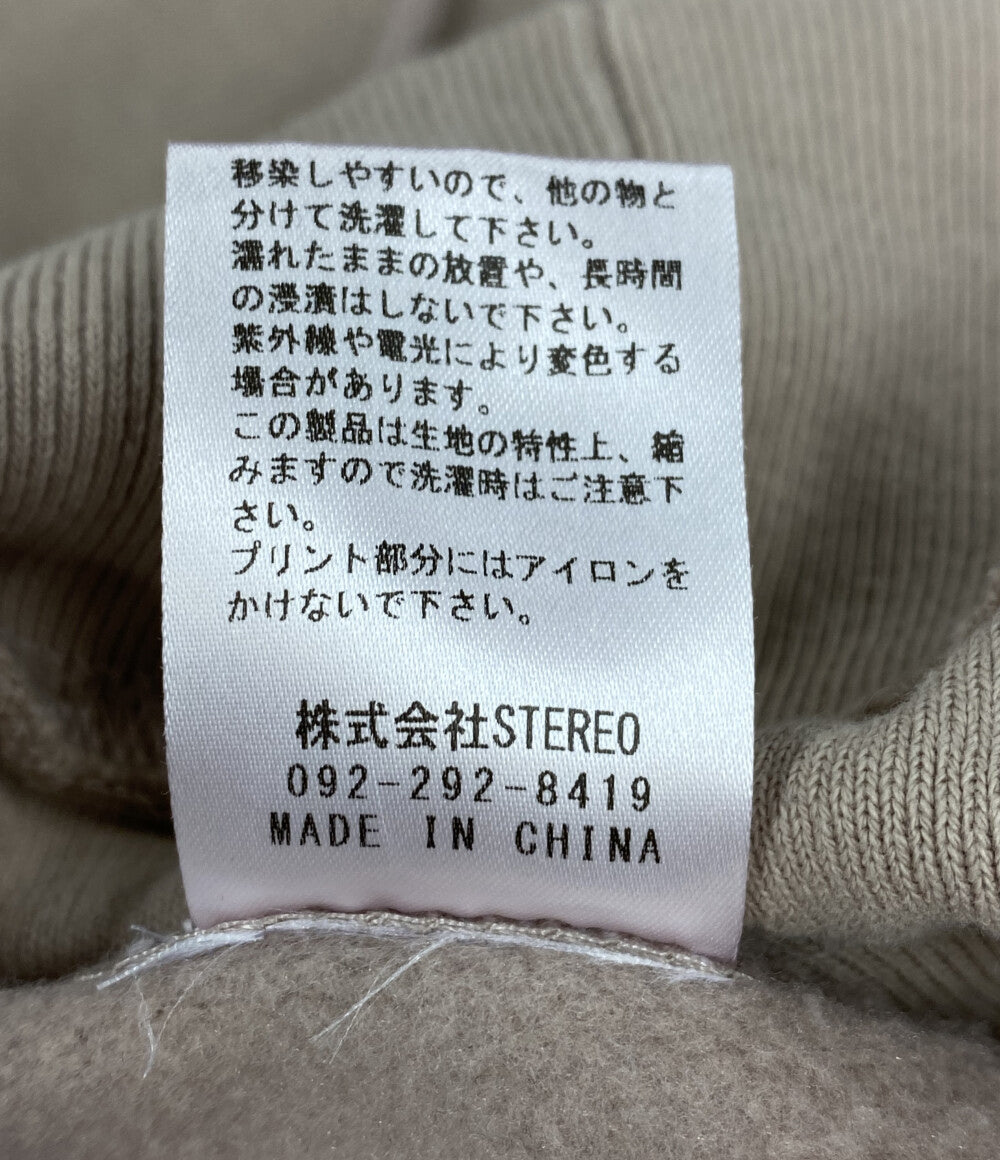 移染しやすいので、他の物と
分けて洗濯して下さい。
濡れたままの放置や、長時間
の浸漬はしないで下さい。
紫外線や電光により変色する
場合があります。
この製品は生地の特性上、縮
みますので洗濯時はご注意下
さい。
プリント部分にはアイロンを
かけないで下さい。
株式会社STEREO
092-292-8419
MADE IN CHINA